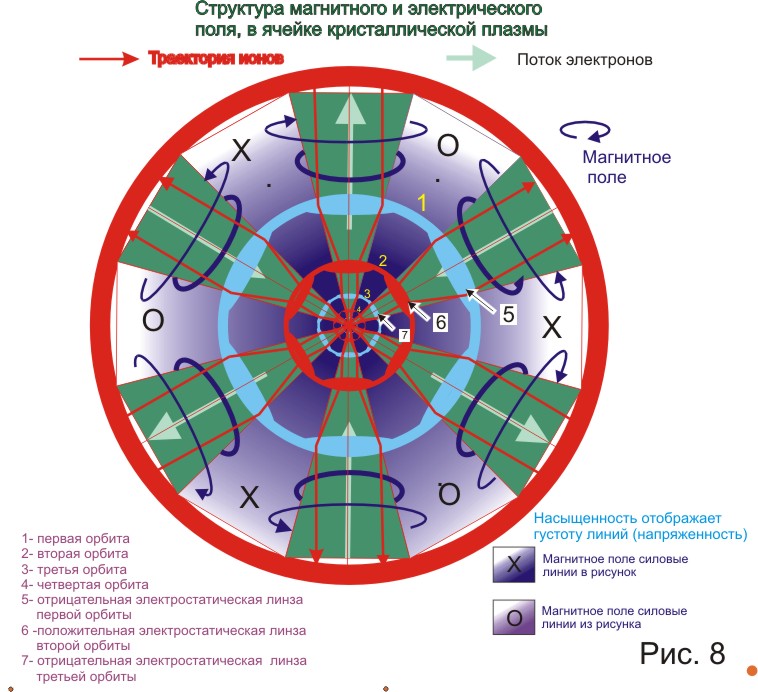 Структура магнитного и электрического
поля, в ячейке кристаллической плазмы
Траектория ионов
Поток электронов
Магнитное
поле
X
O
1
2
3
4
O
5
6
7
X
X
O
1- первая орбита
2- вторая орбита
3- третья орбита
4- четвертая орбита
5- отрицательная электростатическая линза
первой орбиты
6 -положительная электростатическая линза
второй орбиты
7- отрицательная электростатическая линза
третьей орбиты
Насыщенность отображает
густоту линий (напряженность)
X
Магнитное поле силовые
линии в рисунок
O
Магнитное поле силовые
линии из рисунка
Рис. 8